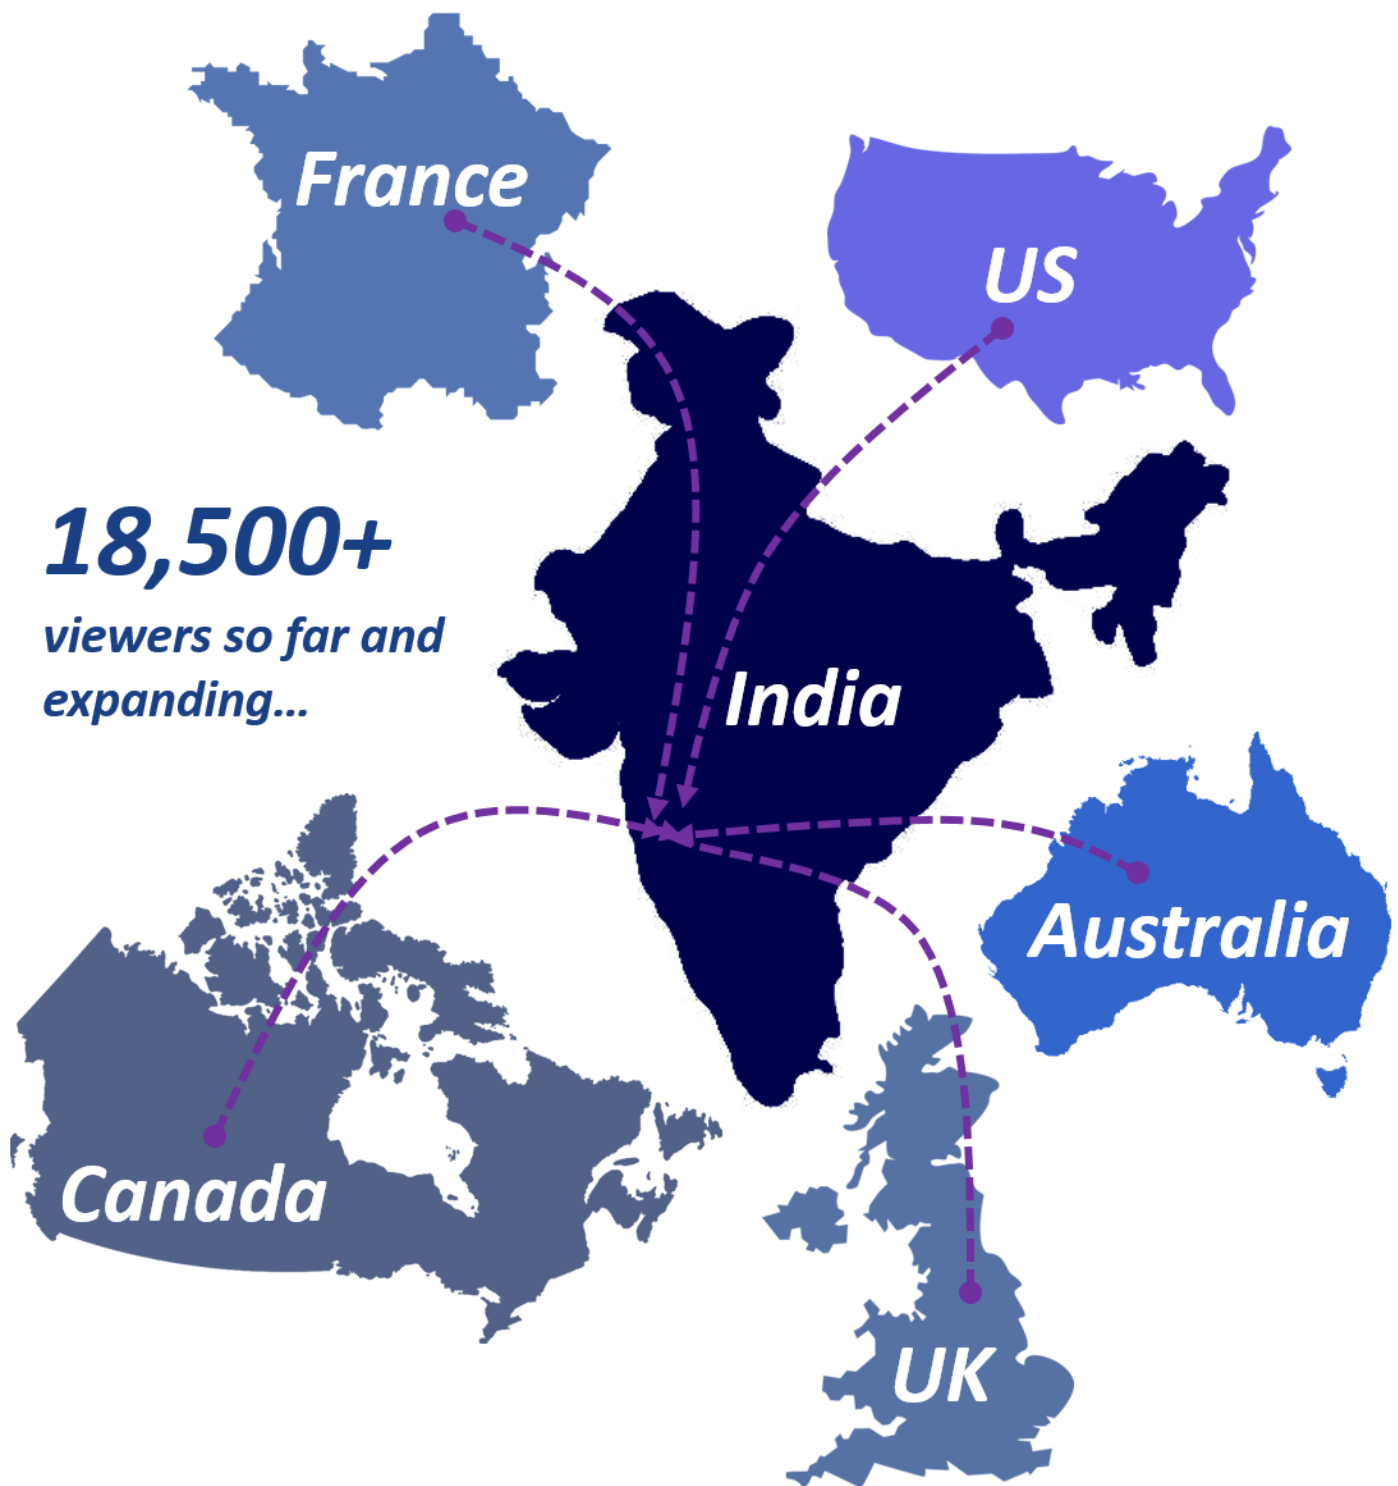 France
US
18,500+
viewers so far and
expanding...
India
Australia
Canada
UK